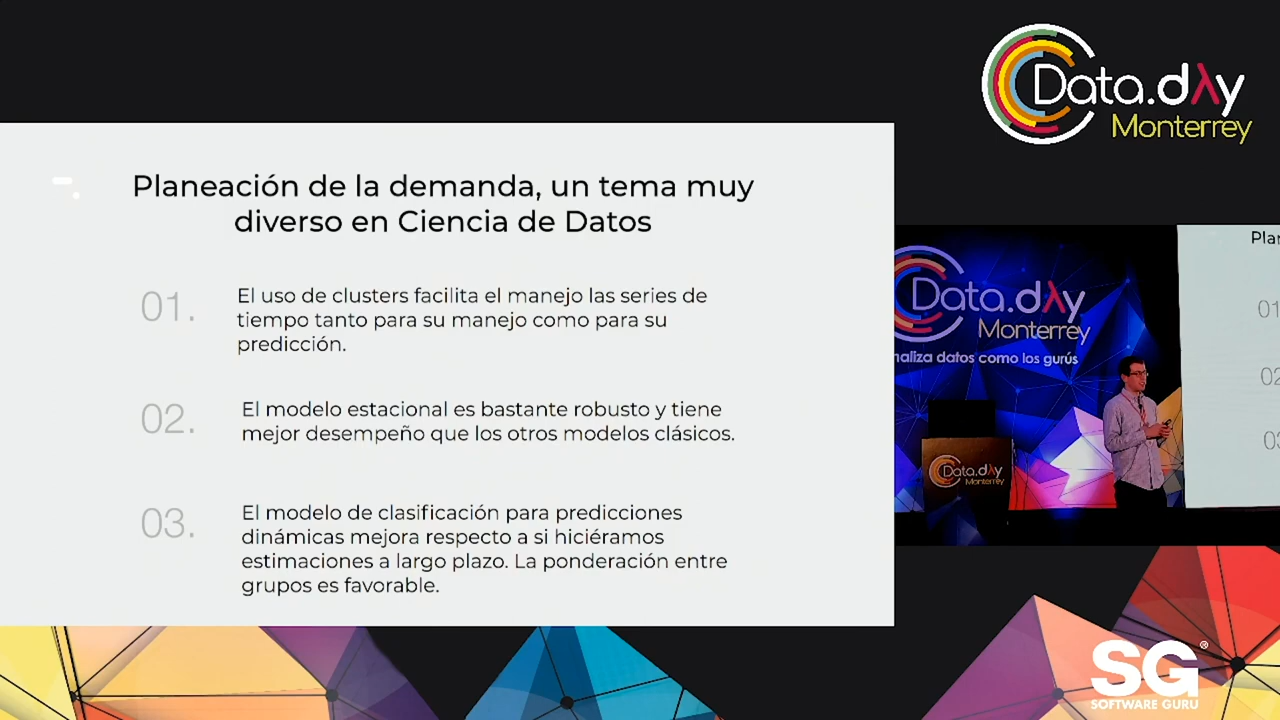 Data.dλy
Monterrey
Planeación de la demanda, un tema muy
diverso en Ciencia de Datos
01.
El uso de clusters facilita el manejo las series de
tiempo tanto para su manejo como para su
predicción.
02.
El modelo estacional es bastante robusto y tiene
mejor desempeño que los otros modelos clásicos.
03.
El modelo de clasificación para predicciones
dinámicas mejora respecto a si hiciéramos
estimaciones a largo plazo. La ponderación entre
grupos es favorable.
Data.dλy
Monterrey
naliza datos como los gurús
Data.dλy
Monterrey
Plan
01
02
03
SG®
SOFTWARE GURU